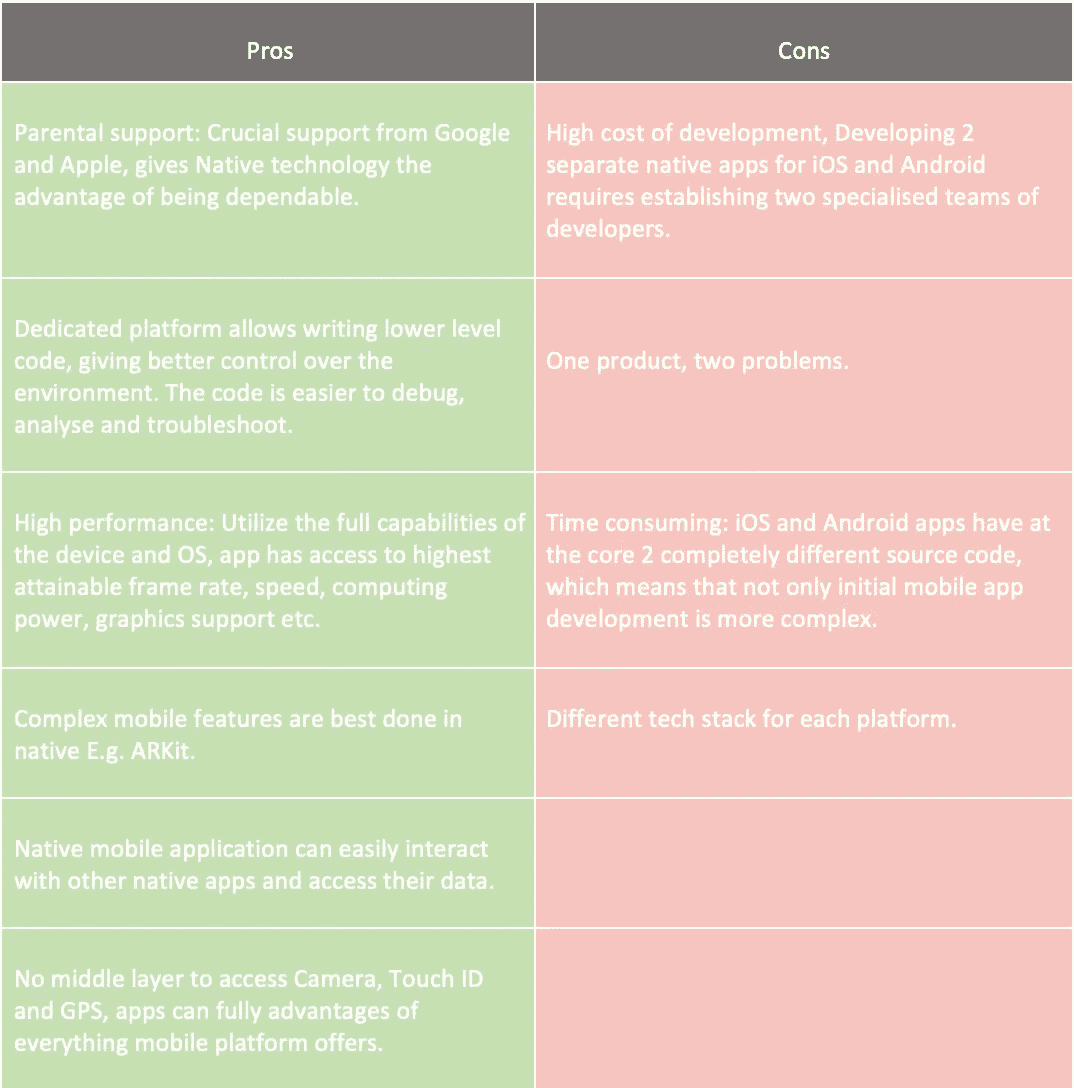 Pros
Cons
Parental support: Crucial support from Google
and Apple, gives Native technology the
advantage of being dependable.
High cost of development, Developing 2
separate native apps for iOS and Android
requires establishing two specialised teams of
developers.
Dedicated platform allows writing lower level
code, giving better control over the
environment. The code is easier to debug,
analyse and troubleshoot.
One product, two problems.
High performance: Utilize the full capabilities of
the device and OS, app has access to highest
attainable frame rate, speed, computing
power, graphics support etc.
Time consuming: iOS and Android apps have at
the core 2 completely different source code,
which means that not only initial mobile app
development is more complex.
Complex mobile features are best done in
native E.g. ARKit.
Different tech stack for each platform.
Native mobile application can easily interact
with other native apps and access their data.
No middle layer to access Camera, Touch ID
and GPS, apps can fully advantages of
everything mobile platform offers.